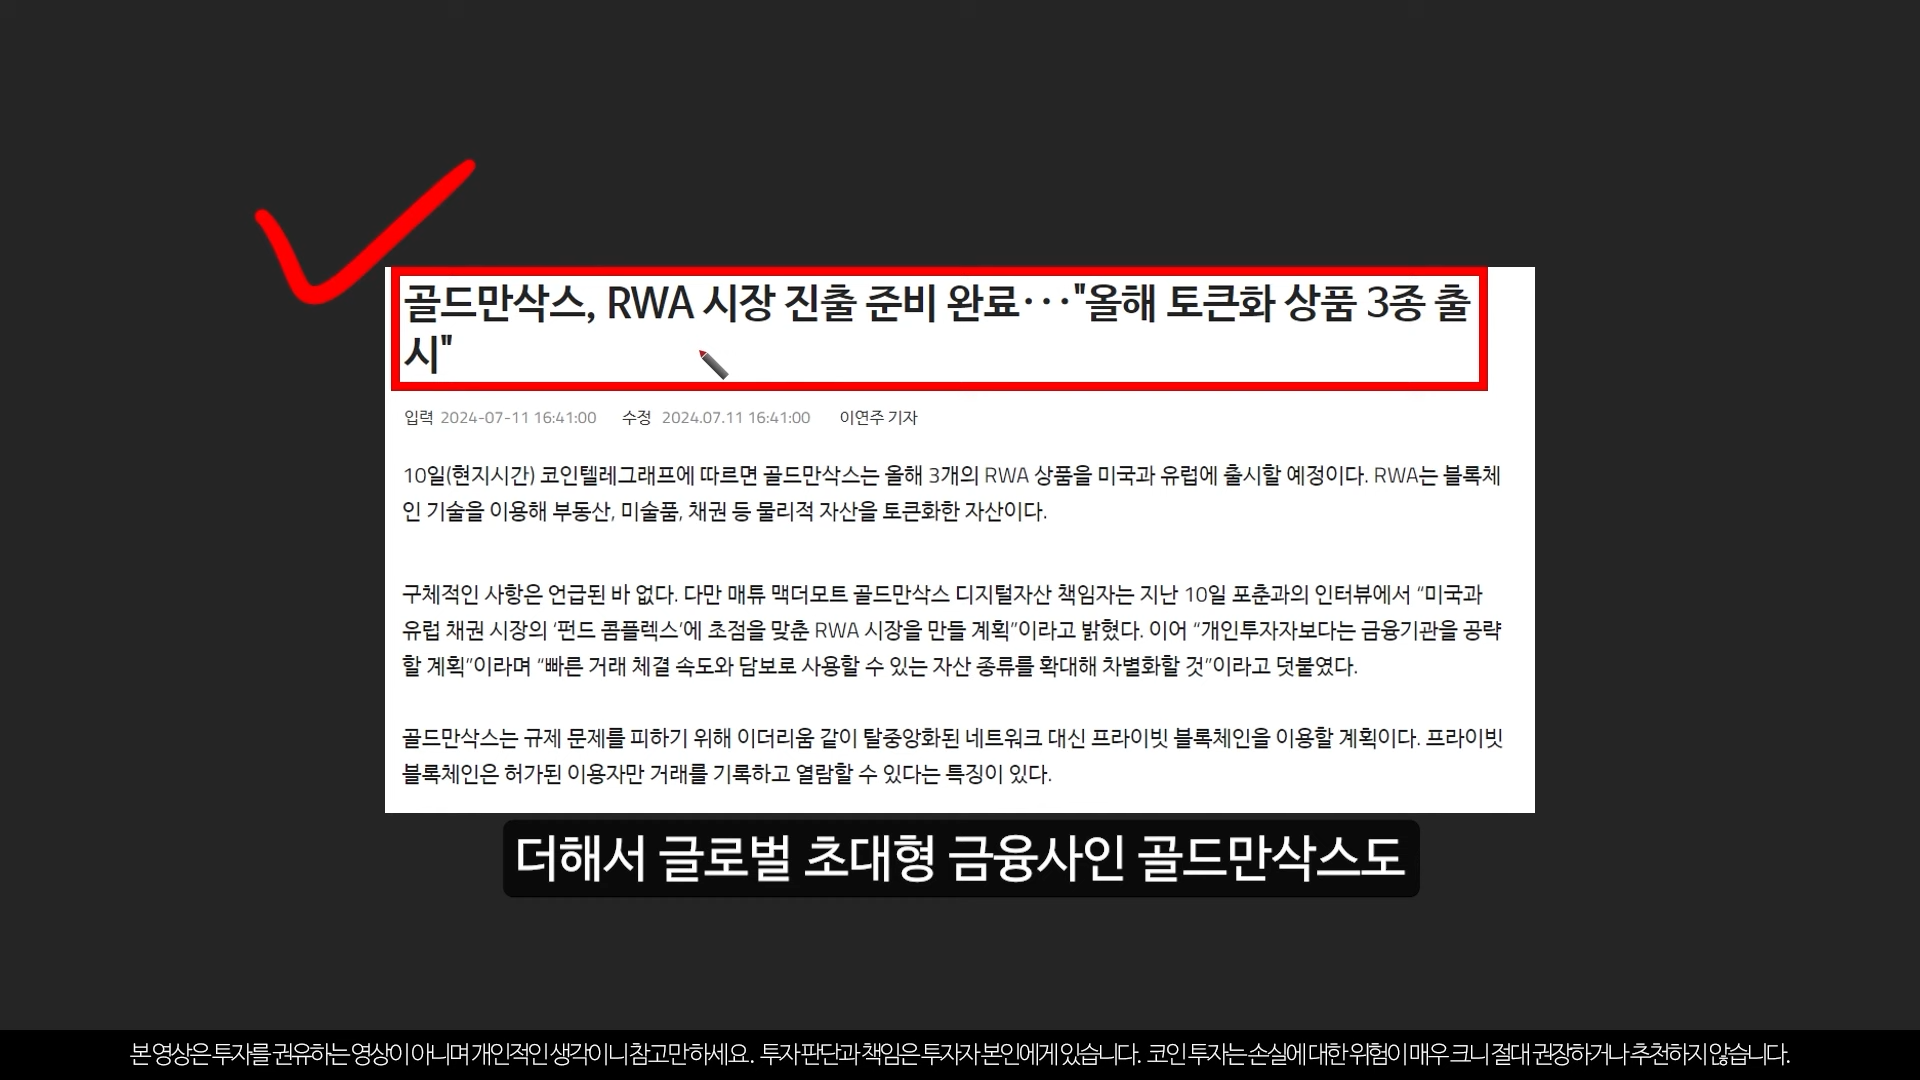 골드만삭스, RWA 시장 진출 준비 완료···"올해 토큰화 상품 3종 출
시"
입력 2024-07-11 16:41:00 수정 2024.07.11 16:41:00 이연주 기자
10일(현지시간) 코인텔레그래프에 따르면 골드만삭스는 올해 3개의 RWA 상품을 미국과 유럽에 출시할 예정이다. RWA는 블록체
인 기술을 이용해 부동산, 미술품, 채권 등 물리적 자산을 토큰화한 자산이다.
구체적인 사항은 언급된 바 없다. 다만 매튜 맥더모트 골드만삭스 디지털자산 책임자는 지난 10일 포춘과의 인터뷰에서 “미국과
유럽 채권 시장의 ‘펀드 콤플렉스’에 초점을 맞춘 RWA 시장을 만들 계획”이라고 밝혔다. 이어 “개인투자자보다는 금융기관을 공략
할 계획”이라며 “빠른 거래 체결 속도와 담보로 사용할 수 있는 자산 종류를 확대해 차별화할 것”이라고 덧붙였다.
골드만삭스는 규제 문제를 피하기 위해 이더리움 같이 탈중앙화된 네트워크 대신 프라이빗 블록체인을 이용할 계획이다. 프라이빗
블록체인은 허가된 이용자만 거래를 기록하고 열람할 수 있다는 특징이 있다.
더해서 글로벌 초대형 금융사인 골드만삭스도
본 영상은 투자를 권유하는 영상이 아니며 개인적인 생각이니 참고만 하세요. 투자 판단과 책임은 투자자 본인에게 있습니다. 코인 투자는 손실에 대한 위험이 매우 크니 절대 권장하거나 추천하지 않습니다.